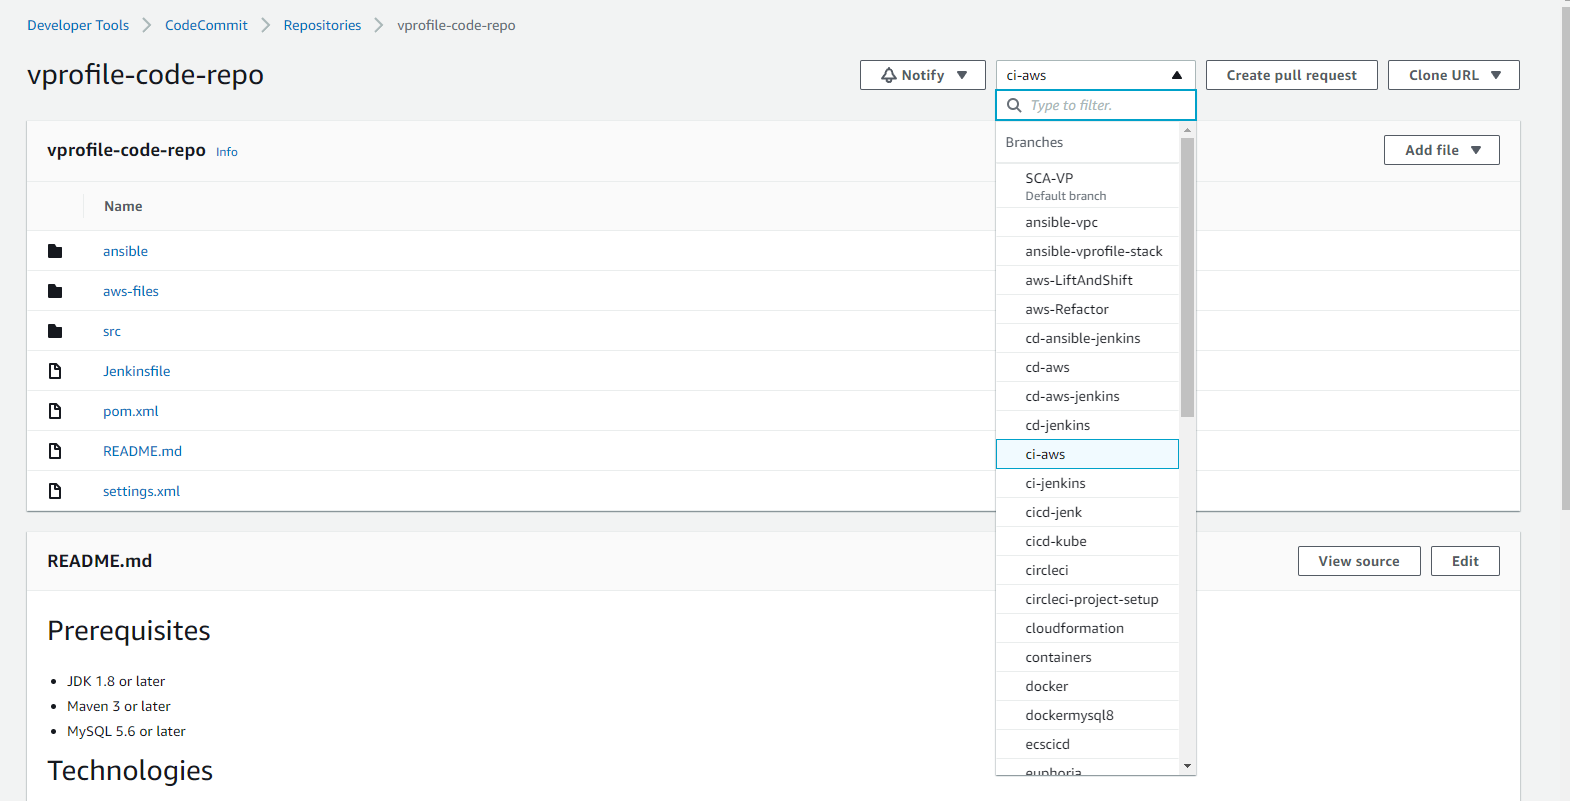 Developer Tools > CodeCommit > Repositories > vprofile-code-repo
vprofile-code-repo
Notify
ci-aws
Create pull request
Clone URL
Type to filter.
Branches
SCA-VP
Default branch
ansible-vpc
ansible-vprofile-stack
aws-LiftAndShift
aws-Refactor
cd-ansible-jenkins
cd-aws
cd-aws-jenkins
cd-jenkins
ci-aws
ci-jenkins
cicd-jenk
cicd-kube
circleci
circleci-project-setup
cloudformation
containers
docker
dockermysql8
ecscicd
euphoria
vprofile-code-repo Info
Add file
Name
ansible
aws-files
src
Jenkinsfile
pom.xml
README.md
settings.xml
README.md
View source
Edit
Prerequisites
• JDK 1.8 or later
• Maven 3 or later
• MySQL 5.6 or later
Technologies